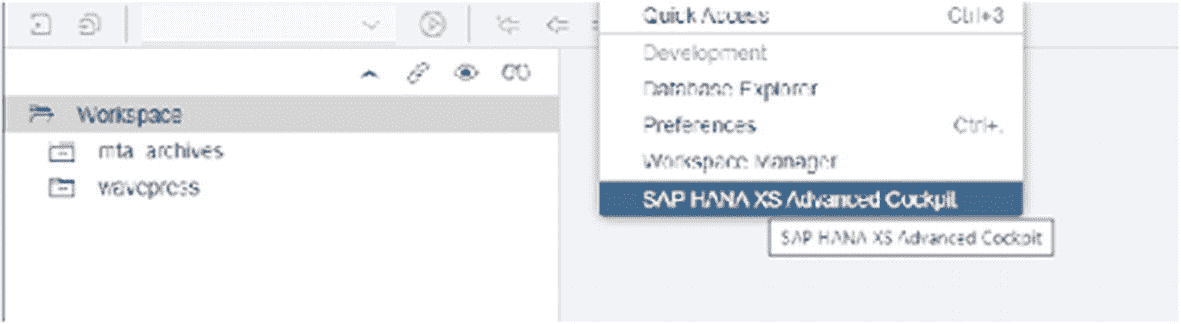 Quick Access Ctrl+3
Development
Database Explorer
Preferences Ctrl+.
Workspace Manager
SAP HANA XS Advanced Cockpit
SAP HANA XS Advanced Cockpit
Workspace
mta_archives
wavepress